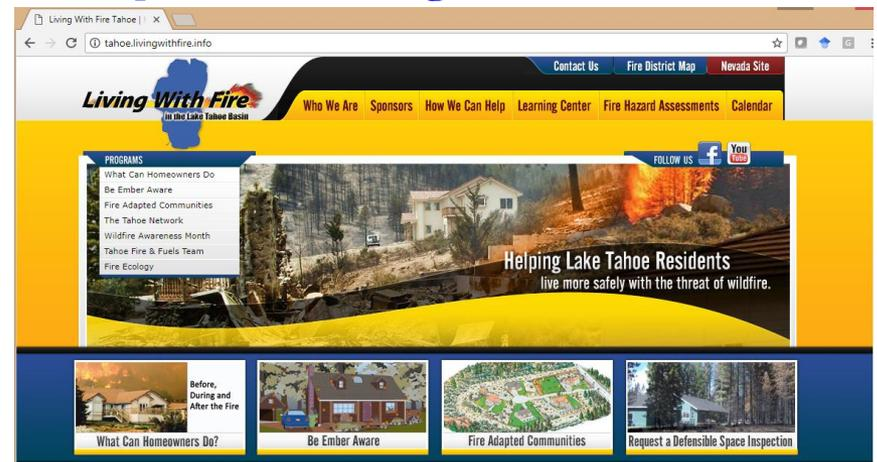 Living With Fire Tahoe |
tahoe.livingwithfire.info
Contact Us Fire District Map Nevada Site
Living With Fire
in the Lake Tahoe Basin
Who We Are Sponsors How We Can Help Learning Center Fire Hazard Assessments Calendar
PROGRAMS
What Can Homeowners Do
Be Ember Aware
Fire Adapted Communities
The Tahoe Network
Wildfire Awareness Month
Tahoe Fire & Fuels Team
Fire Ecology
FOLLOW US
You
Tube
Helping Lake Tahoe Residents
live more safely with the threat of wildfire.
Before,
During and
After the Fire
What Can Homeowners Do?
Be Ember Aware
Fire Adapted Communities
Request a Defensible Space Inspection